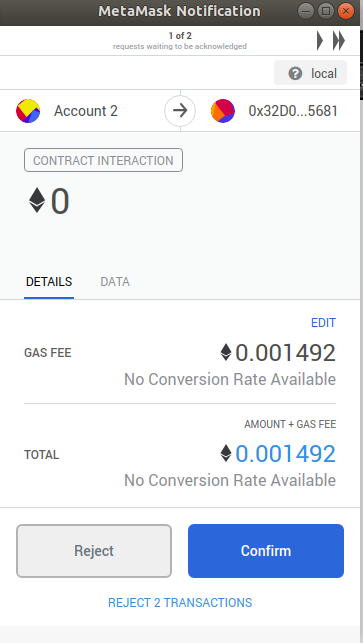 MetaMask Notification
1 of 2
requests waiting to be acknowledged
? local
Account 2
0x32D0...5681
CONTRACT INTERACTION
0
DETAILS DATA
EDIT
GAS FEE 0.001492
No Conversion Rate Available
AMOUNT + GAS FEE
TOTAL 0.001492
No Conversion Rate Available
Reject Confirm
REJECT 2 TRANSACTIONS